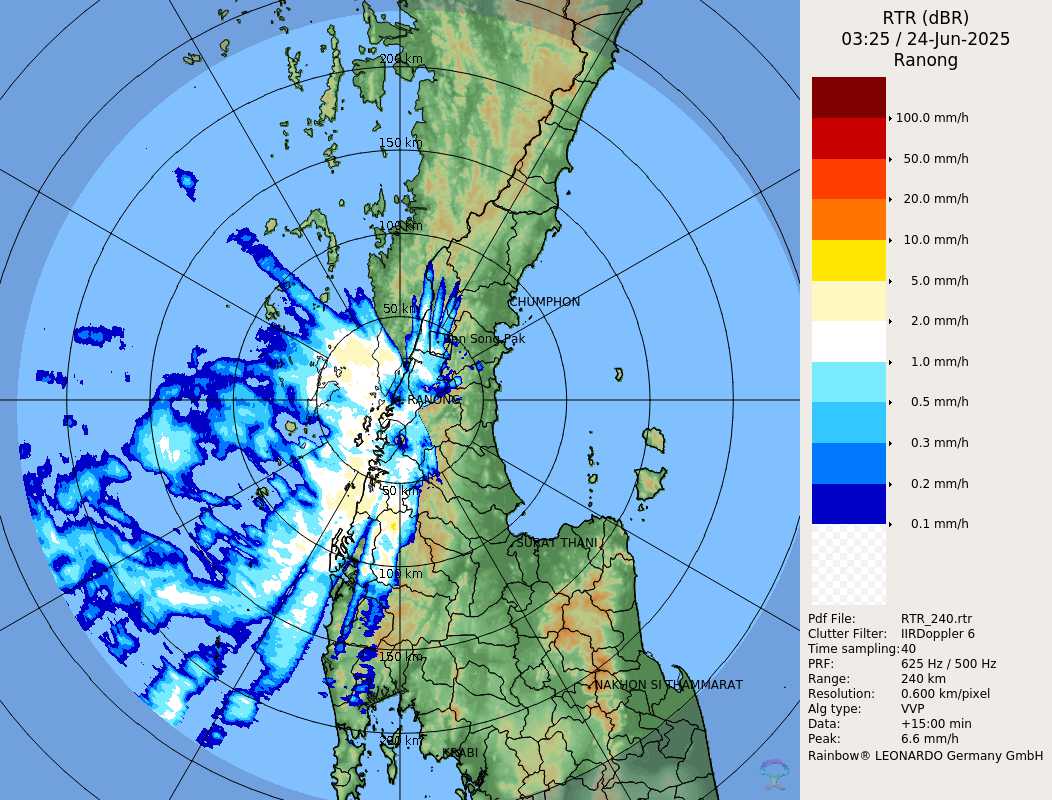 RTR (dBR)
03:25 / 24-Jun-2025
Ranong
200 km
150 km
100 km
50 km
CHUMPHON
RANONG
50 km
SURAT THANI
100 km
150 km
NAKHON SI THAMMARAT
200 km
KRABI
100.0 mm/h
50.0 mm/h
20.0 mm/h
10.0 mm/h
5.0 mm/h
2.0 mm/h
1.0 mm/h
0.5 mm/h
0.3 mm/h
0.2 mm/h
0.1 mm/h
Pdf File: RTR_240.rtr
Clutter Filter: IIRDoppler 6
Time sampling:40
PRF: 625 Hz / 500 Hz
Range: 240 km
Resolution: 0.600 km/pixel
Alg type: VVP
Data: +15:00 min
Peak: 6.6 mm/h
Rainbow® LEONARDO Germany GmbH